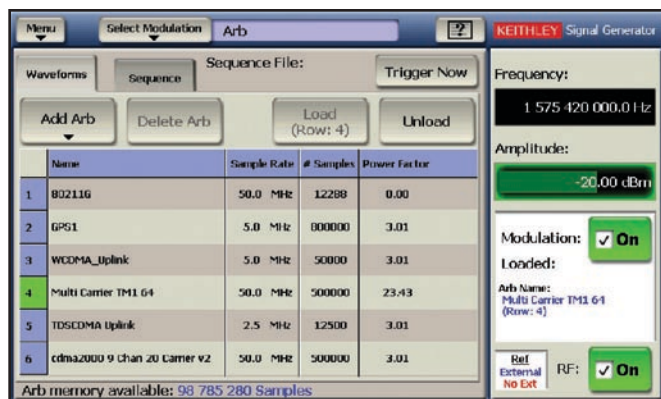 Menu Select Modulation Arb ?
Waveforms Sequence Sequence File: Trigger Now
Add Arb Delete Arb Load (Row: 4) Unload
Name Sample Rate # Samples Power Factor
1 80211G 50.0 MHz 12288 0.00
2 GPS1 5.0 MHz 800000 3.01
3 WCDMA_Uplink 5.0 MHz 50000 3.01
4 Multi Carrier TM1 64 50.0 MHz 500000 23.43
5 TDSCDMA Uplink 2.5 MHz 12500 3.01
6 cdma2000 9 Chan 20 Carrier v2 50.0 MHz 500000 3.01
Arb memory available: 98 785 280 Samples
KEITHLEY Signal Generator
Frequency:
1 575 420 000.0 Hz
Amplitude:
-20.00 dBm
Modulation: On
Loaded:
Arb Name:
Multi Carrier TM1 64
(Row: 4)
Ref
External
No Ext
RF: On